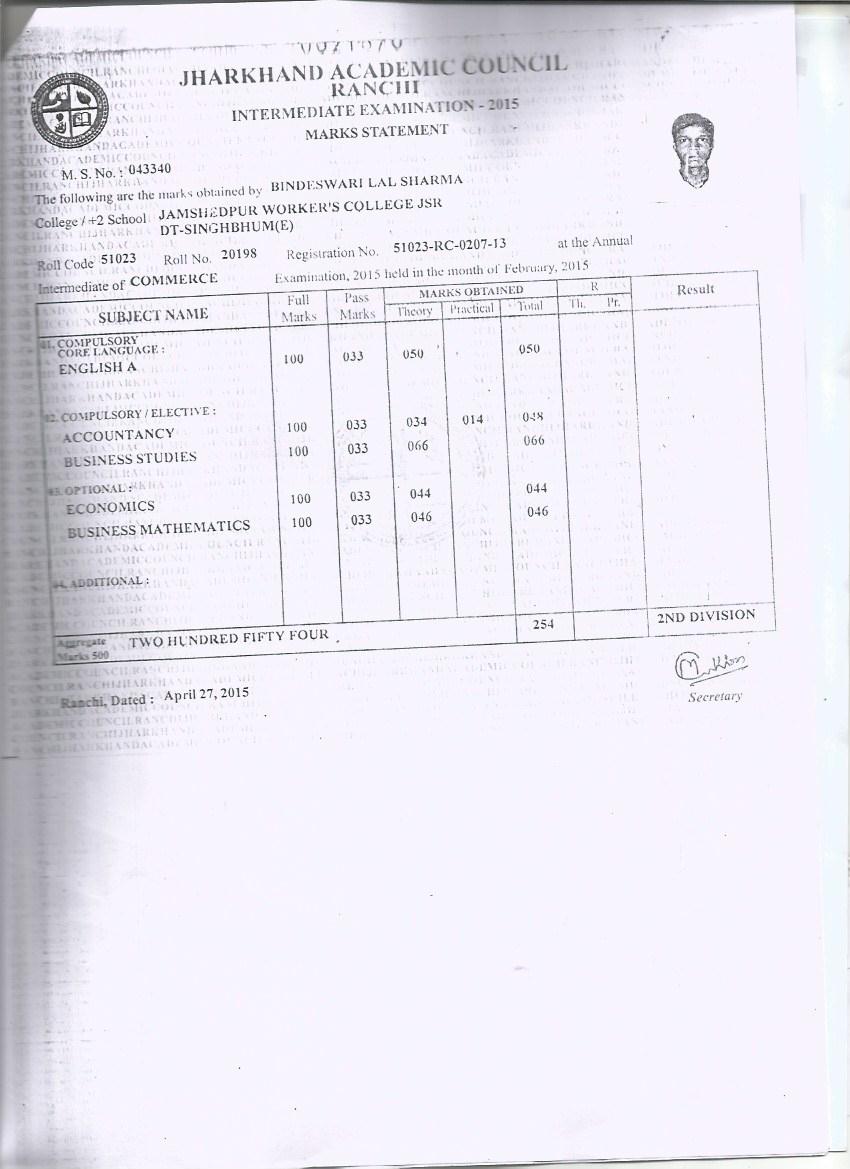 JHARKHAND ACADEMIC COUNCIL
RANCHI
INTERMEDIATE EXAMINATION - 2015
MARKS STATEMENT
M. S. No. : 043340
The following are the marks obtained by BINDESWARI LAL SHARMA
College / +2 School JAMSHEDPUR WORKER'S COLLEGE JSR
DT-SINGHBHUM(E)
Roll Code 51023 Roll No. 20198 Registration No. 51023-RC-0207-13 at the Annual
Intermediate of COMMERCE Examination, 2015 held in the month of February, 2015
SUBJECT NAME Full Marks Pass Marks MARKS OBTAINED R Result
Theory Practical Total Th. Pr.
01. COMPULSORY
CORE LANGUAGE :
ENGLISH A 100 033 050 050
02. COMPULSORY / ELECTIVE :
ACCOUNTANCY 100 033 034 014 048
BUSINESS STUDIES 100 033 066 066
03. OPTIONAL :
ECONOMICS 100 033 044 044
BUSINESS MATHEMATICS 100 033 046 046
04. ADDITIONAL :
Aggregate Marks 500 TWO HUNDRED FIFTY FOUR 254 2ND DIVISION
Ranchi, Dated : April 27, 2015
Secretary